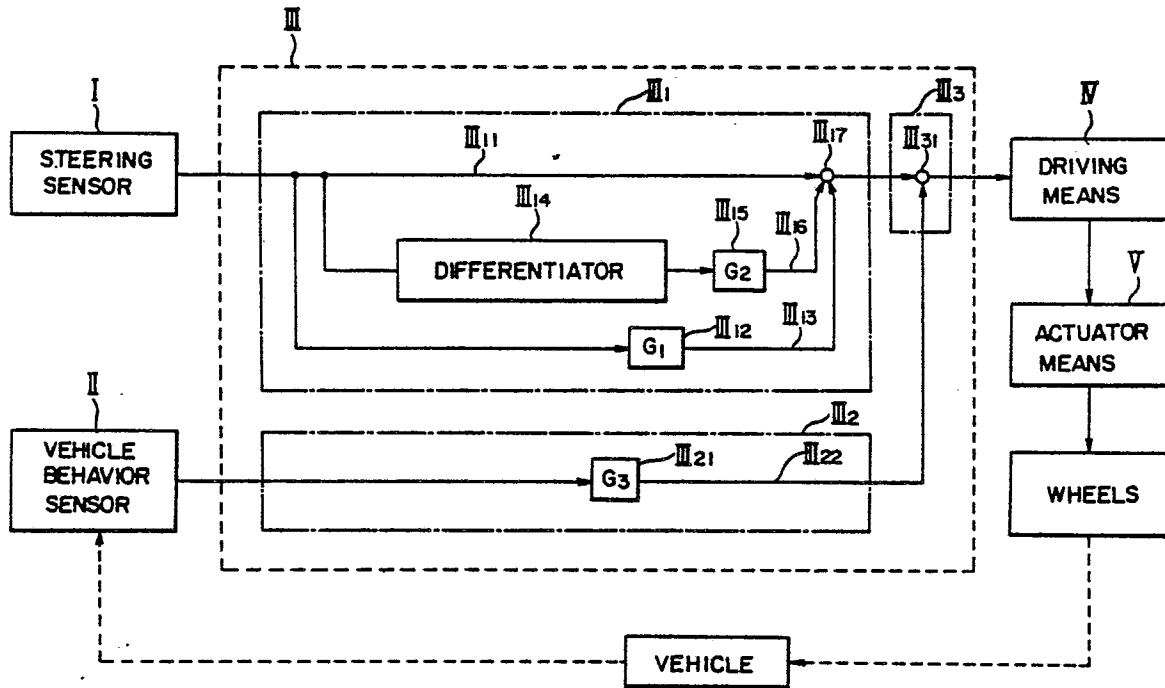 III
I
III1
III3
IV
STEERING
SENSOR
III11
III17
III31
DRIVING
MEANS
III14
III15
III16
DIFFERENTIATOR
G2
V
III12
III13
G1
ACTUATOR
MEANS
II
III2
VEHICLE
BEHAVIOR
SENSOR
III21
III22
G3
WHEELS
VEHICLE